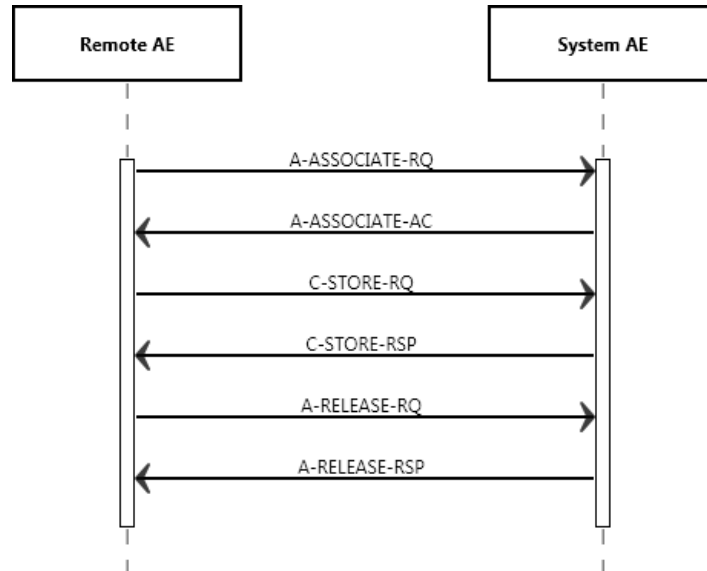 Remote AE
System AE
A-ASSOCIATE-RQ
A-ASSOCIATE-AC
C-STORE-RQ
C-STORE-RSP
A-RELEASE-RQ
A-RELEASE-RSP